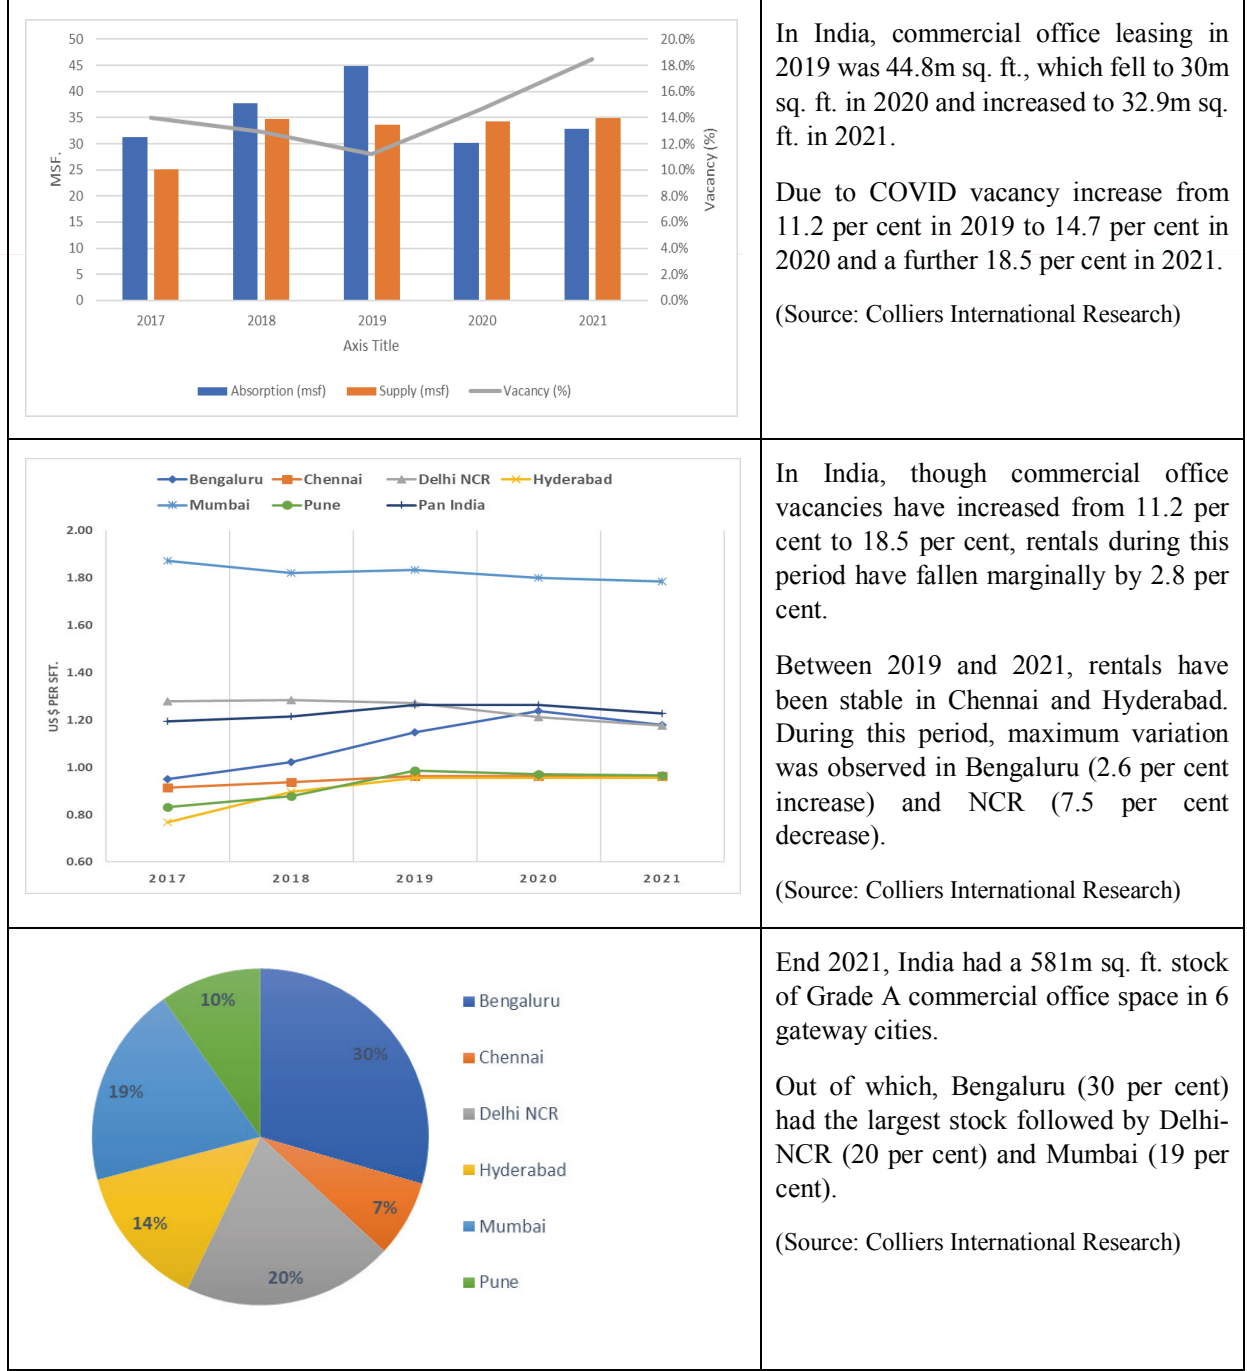 50
45
40
35
30
25
20
15
10
5
0
MSF.
20.0%
18.0%
16.0%
14.0%
12.0%
10.0%
8.0%
6.0%
4.0%
2.0%
0.0%
Vacancy (%)
2017 2018 2019 2020 2021
Axis Title
Absorption (msf) Supply (msf) Vacancy (%)
In India, commercial office leasing in
2019 was 44.8m sq. ft., which fell to 30m
sq. ft. in 2020 and increased to 32.9m sq.
ft. in 2021.
Due to COVID vacancy increase from
11.2 per cent in 2019 to 14.7 per cent in
2020 and a further 18.5 per cent in 2021.
(Source: Colliers International Research)
Bengaluru Chennai Delhi NCR Hyderabad
Mumbai Pune Pan India
2.00
1.80
1.60
1.40
1.20
1.00
0.80
0.60
US$ PER SFT.
2017 2018 2019 2020 2021
In India, though commercial office
vacancies have increased from 11.2 per
cent to 18.5 per cent, rentals during this
period have fallen marginally by 2.8 per
cent.
Between 2019 and 2021, rentals have
been stable in Chennai and Hyderabad.
During this period, maximum variation
was observed in Bengaluru (2.6 per cent
increase) and NCR (7.5 per cent
decrease).
(Source: Colliers International Research)
10%
30%
19%
7%
14%
20%
Bengaluru
Chennai
Delhi NCR
Hyderabad
Mumbai
Pune
End 2021, India had a 581m sq. ft. stock
of Grade A commercial office space in 6
gateway cities.
Out of which, Bengaluru (30 per cent)
had the largest stock followed by Delhi-
NCR (20 per cent) and Mumbai (19 per
cent).
(Source: Colliers International Research)